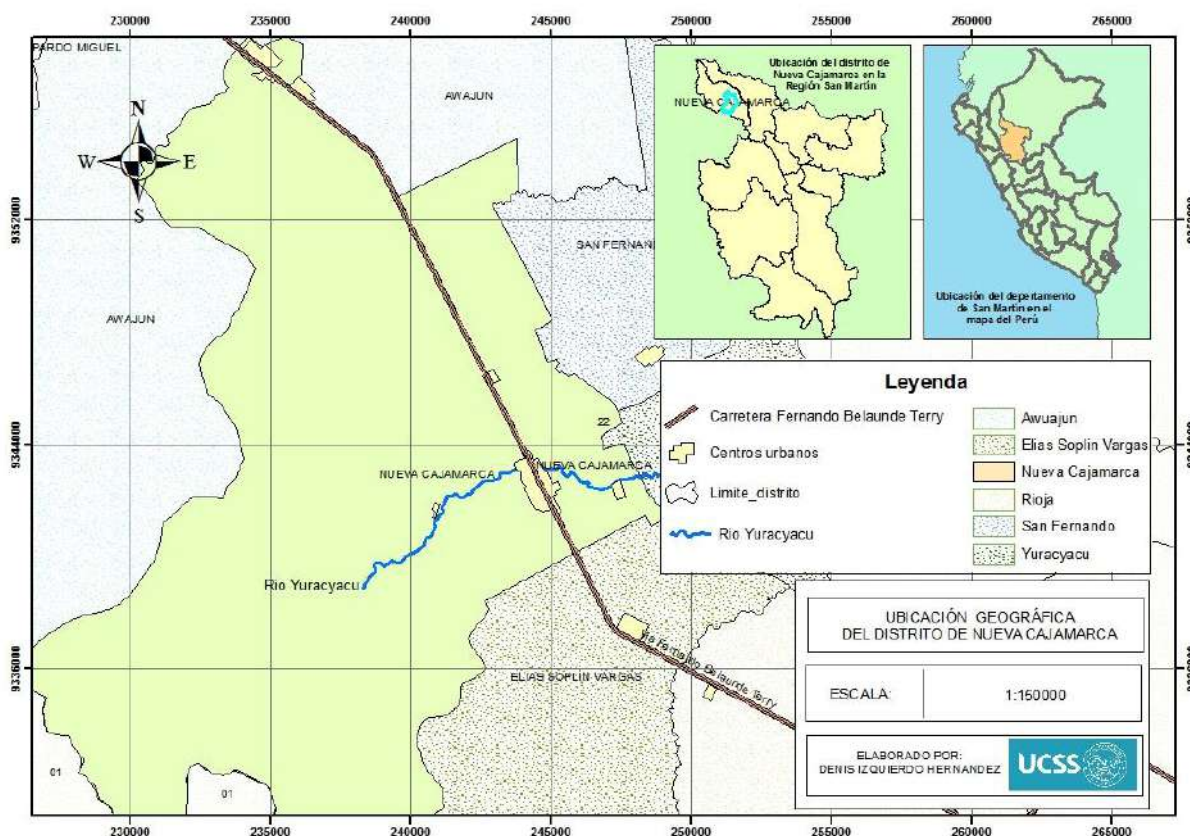 230000 235000 240000 245000 250000 255000 260000 265000
PARDO MIGUEL
AWAJUN
N
W E
S
9352000
SAN FERNAN
AWAJUN
Ubicación del distrito de
Nueva Cajamarca en la
Región San Martín
NUEVA CAJAMARCA
Ubicación del departamento
de San Martín en el
mapa del Perú
Leyenda
Carretera Fernando Belaunde Terry
Centros urbanos
Limite_distrito
Rio Yuracyacu
Awuajun
Elias Soplin Vargas
Nueva Cajamarca
Rioja
San Fernando
Yuracyacu
22
9344000
NUEVA CAJAMARCA
NUEVA CAJAMARCA
Rio Yuracyacu
Fernando Belaunde Terry
9336000
ELIAS SOPLIN VARGAS
01
01
UBICACIÓN GEOGRÁFICA
DEL DISTRITO DE NUEVA CAJAMARCA
ESCALA: 1:150000
ELABORADO POR:
DENIS IZQUIERDO HERNANDEZ
UCSS
230000 235000 240000 245000 250000 255000 260000 265000